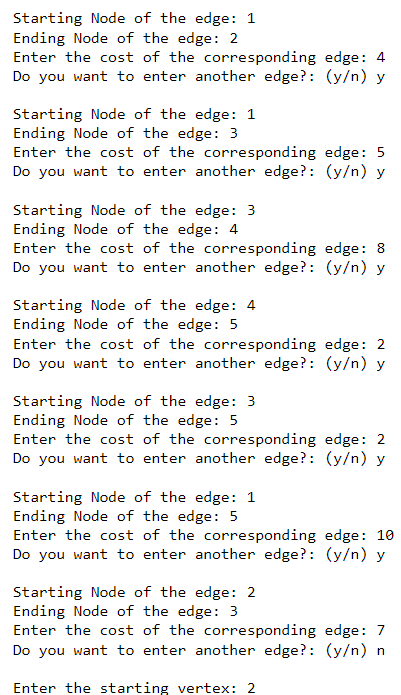 Starting Node of the edge: 1
Ending Node of the edge: 2
Enter the cost of the corresponding edge: 4
Do you want to enter another edge?: (y/n) y
Starting Node of the edge: 1
Ending Node of the edge: 3
Enter the cost of the corresponding edge: 5
Do you want to enter another edge?: (y/n) y
Starting Node of the edge: 3
Ending Node of the edge: 4
Enter the cost of the corresponding edge: 8
Do you want to enter another edge?: (y/n) y
Starting Node of the edge: 4
Ending Node of the edge: 5
Enter the cost of the corresponding edge: 2
Do you want to enter another edge?: (y/n) y
Starting Node of the edge: 3
Ending Node of the edge: 5
Enter the cost of the corresponding edge: 2
Do you want to enter another edge?: (y/n) y
Starting Node of the edge: 1
Ending Node of the edge: 5
Enter the cost of the corresponding edge: 10
Do you want to enter another edge?: (y/n) y
Starting Node of the edge: 2
Ending Node of the edge: 3
Enter the cost of the corresponding edge: 7
Do you want to enter another edge?: (y/n) n
Enter the starting vertex: 2